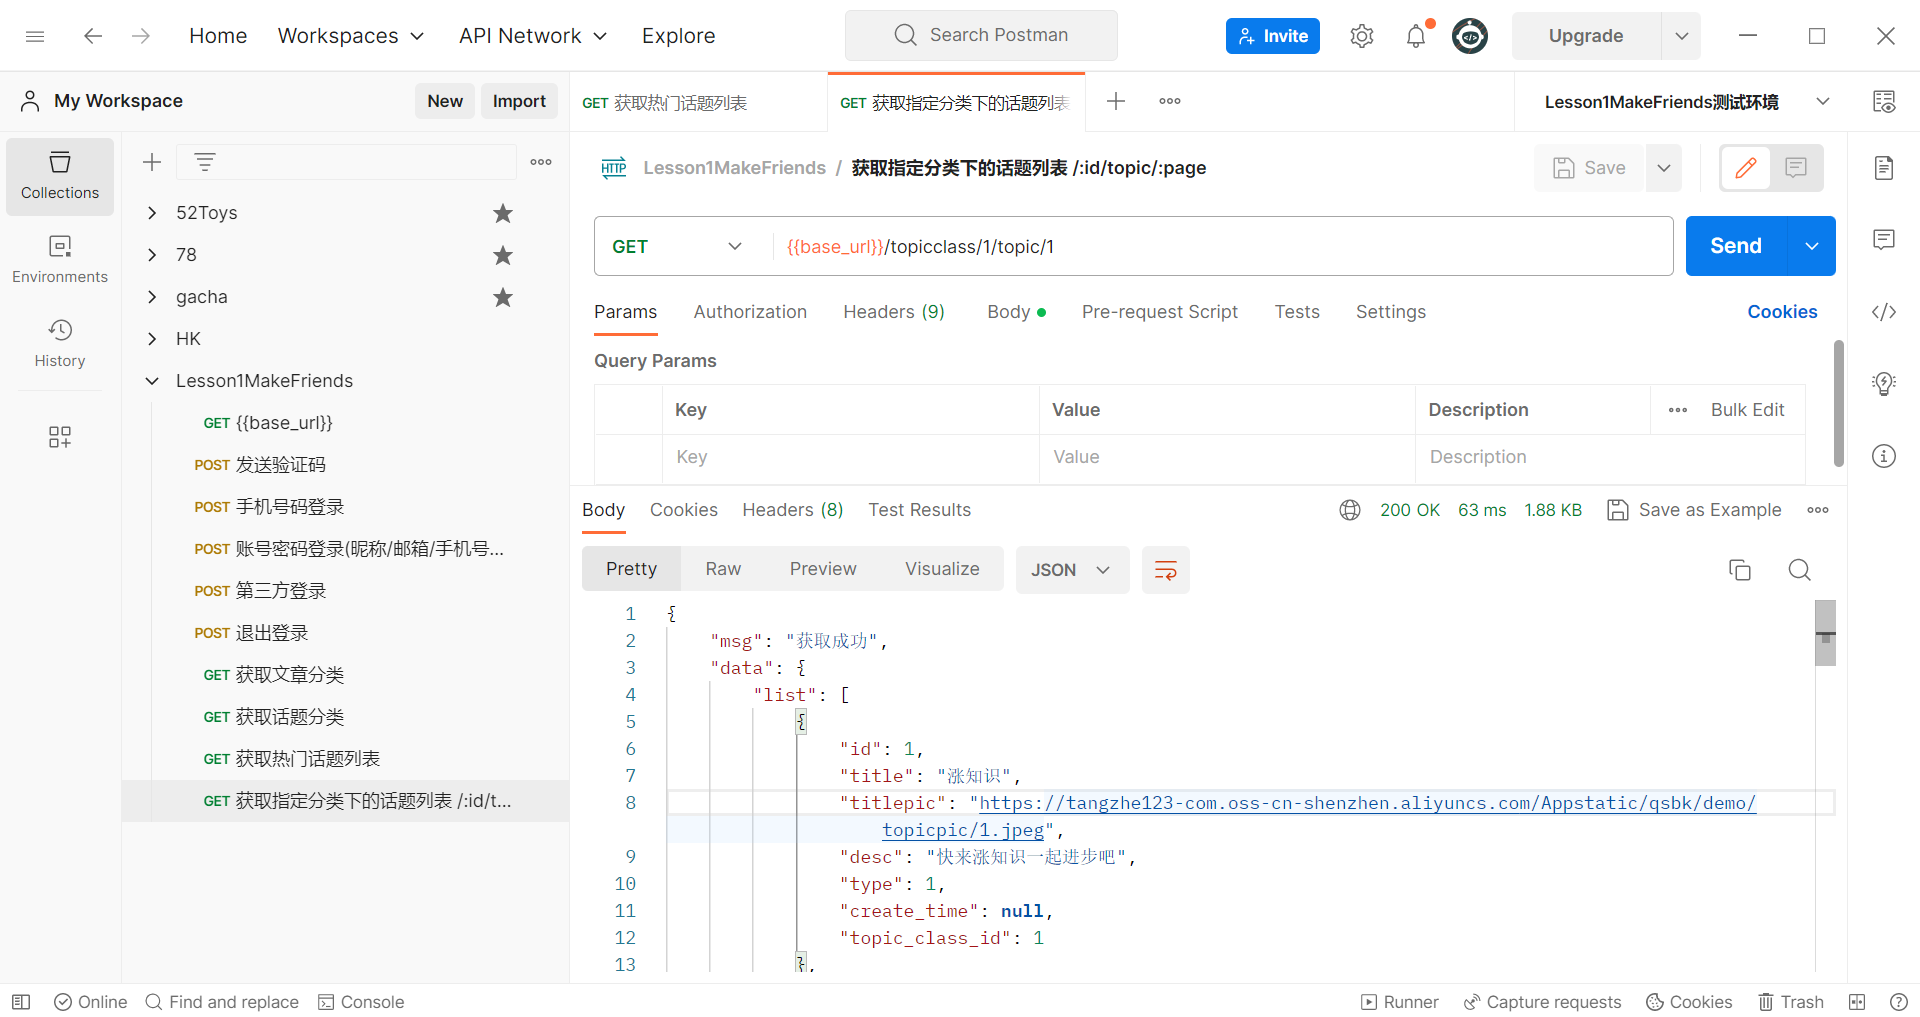 Home Workspaces API Network Explore Search Postman Invite Upgrade
My Workspace New Import GET 获取热门话题列表 GET 获取指定分类下的话题列表 Lesson1MakeFriends测试环境
Collections
Environments
History
52Toys
78
gacha
HK
Lesson1MakeFriends
GET {{base_url}}
POST 发送验证码
POST 手机号码登录
POST 账号密码登录(昵称/邮箱/手机号...
POST 第三方登录
POST 退出登录
GET 获取文章分类
GET 获取话题分类
GET 获取热门话题列表
GET 获取指定分类下的话题列表 /:id/t...
HTTP Lesson1MakeFriends / 获取指定分类下的话题列表 /:id/topic/:page Save
GET {{base_url}}/topicclass/1/topic/1 Send
Params Authorization Headers (9) Body Pre-request Script Tests Settings Cookies
Query Params
Key Value Description Bulk Edit
Key Value Description
Body Cookies Headers (8) Test Results 200 OK 63 ms 1.88 KB Save as Example
Pretty Raw Preview Visualize JSON
1 {
2 "msg": "获取成功",
3 "data": {
4 "list": [
5 {
6 "id": 1,
7 "title": "涨知识",
8 "titlepic": "https://tangzhe123-com.oss-cn-shenzhen.aliyuncs.com/Appstatic/qsbk/demo/
topicpic/1.jpeg",
9 "desc": "快来涨知识一起进步吧",
10 "type": 1,
11 "create_time": null,
12 "topic_class_id": 1
13 },
Online Find and replace Console Runner Capture requests Cookies Trash